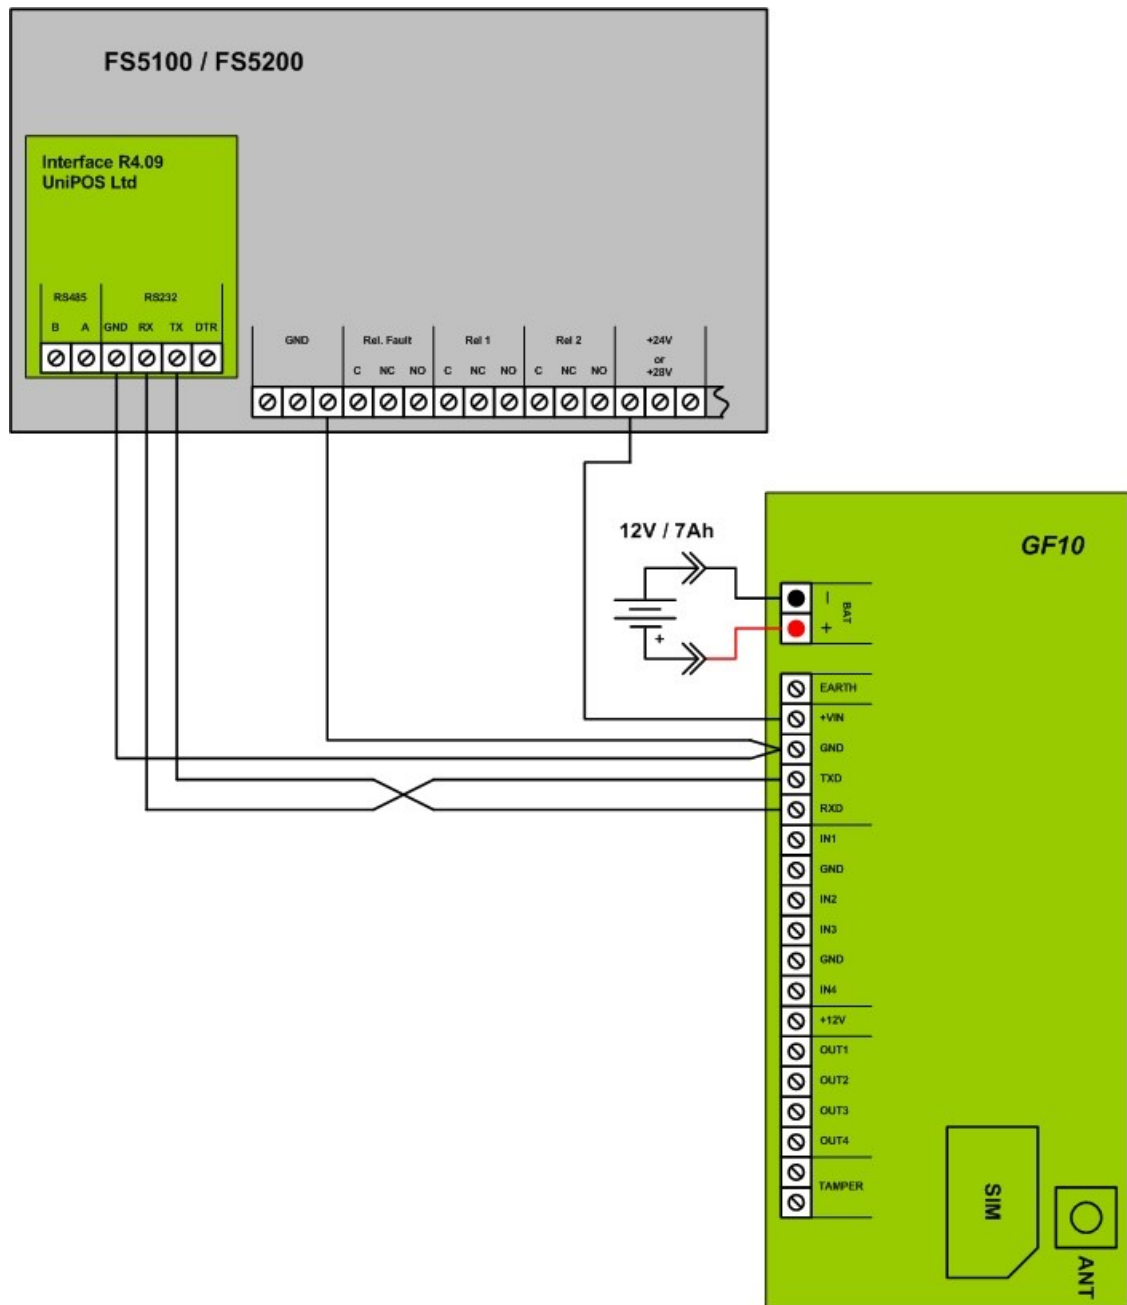 FS5100 / FS5200
Interface R4.09
UniPOS Ltd
RS485 RS232
B A GND RX TX DTR
GND Rel. Fault Rel 1 Rel 2 +24V
or
C NC NO C NC NO C NC NO +28V
12V / 7Ah
+
GF10
–
+
BAT
EARTH
+VIN
GND
TXD
RXD
IN1
GND
IN2
IN3
GND
IN4
+12V
OUT1
OUT2
OUT3
OUT4
TAMPER
SIM
ANT